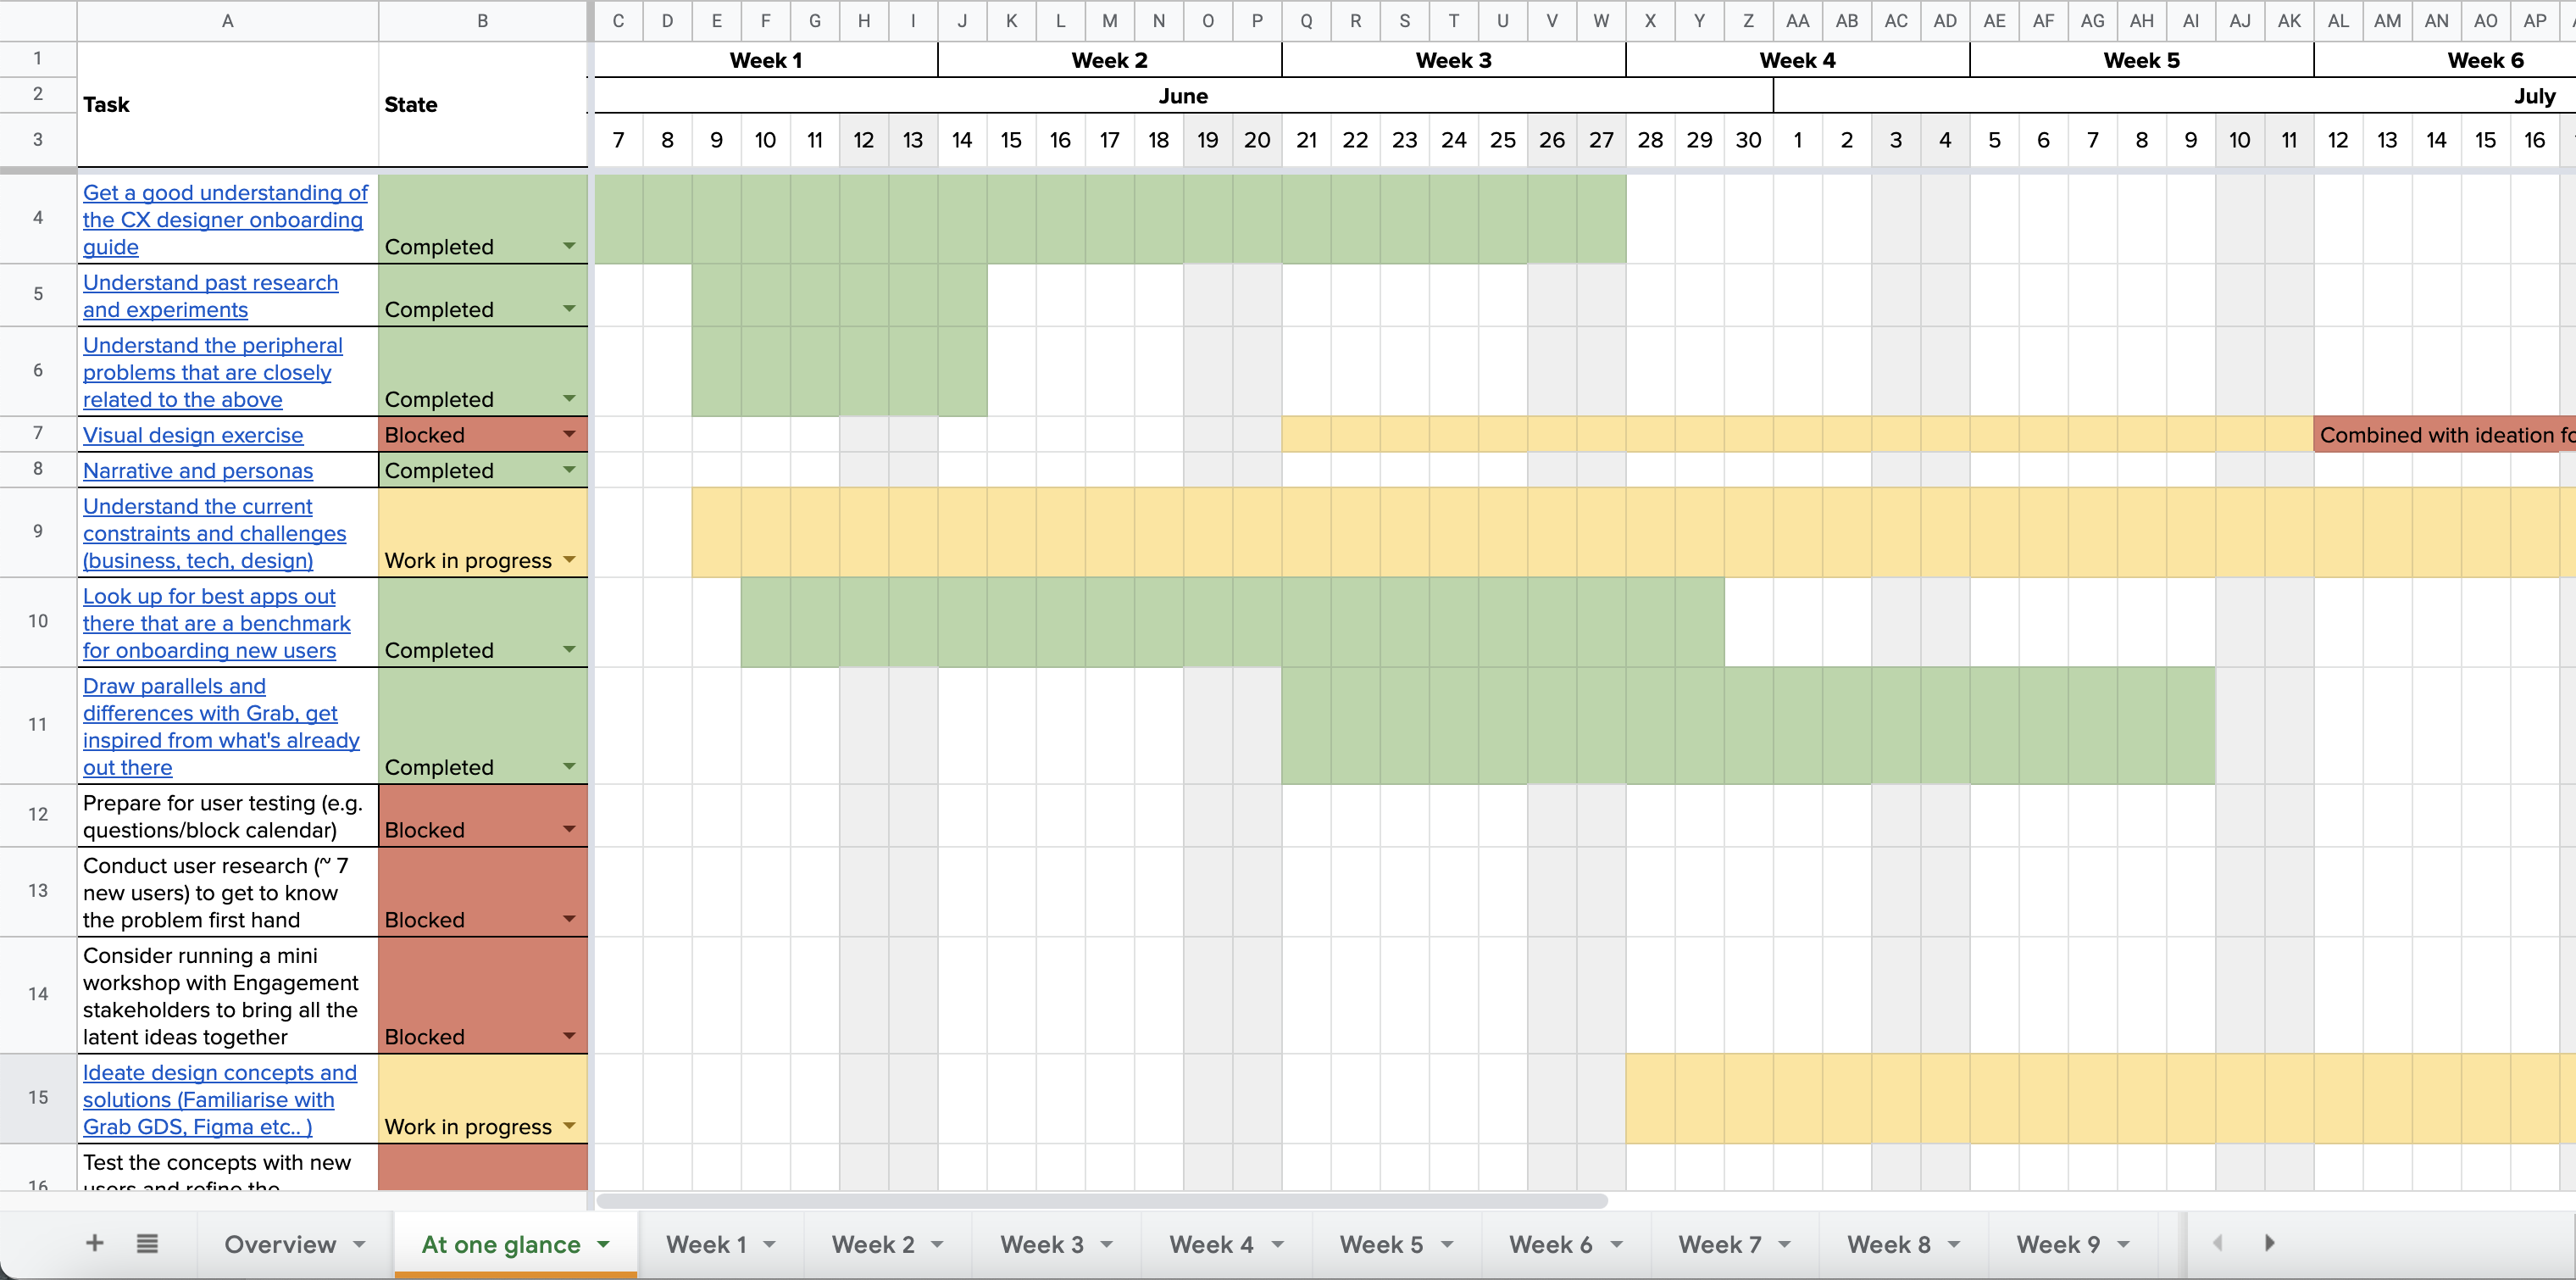 A B C D E F G H I J K L M N O P Q R S T U V W X Y Z AA AB AC AD AE AF AG AH AI AJ AK AL AM AN AO AP
1 Week 1 Week 2 Week 3 Week 4 Week 5 Week 6
2 June July
Task State
3 7 8 9 10 11 12 13 14 15 16 17 18 19 20 21 22 23 24 25 26 27 28 29 30 1 2 3 4 5 6 7 8 9 10 11 12 13 14 15 16
4
Get a good understanding of
the CX designer onboarding
guide
Completed
5
Understand past research
and experiments
Completed
6
Understand the peripheral
problems that are closely
related to the above
Completed
7 Visual design exercise Blocked Combined with ideation
8 Narrative and personas Completed
9
Understand the current
constraints and challenges
(business, tech, design)
Work in progress
10
Look up for best apps out
there that are a benchmark
for onboarding new users
Completed
11
Draw parallels and
differences with Grab, get
inspired from what's already
out there
Completed
12
Prepare for user testing (e.g.
questions/block calendar)
Blocked
13
Conduct user research (~ 7
new users) to get to know
the problem first hand
Blocked
14
Consider running a mini
workshop with Engagement
stakeholders to bring all the
latent ideas together
Blocked
15
Ideate design concepts and
solutions (Familiarise with
Grab GDS, Figma etc.. )
Work in progress
16
Test the concepts with new
users and refine the
+ Overview At one glance Week 1 Week 2 Week 3 Week 4 Week 5 Week 6 Week 7 Week 8 Week 9